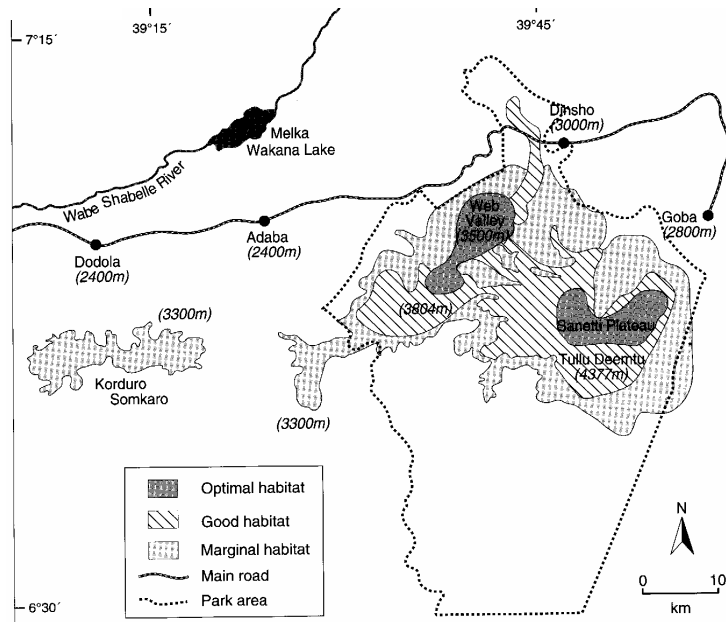 39°15´
39°45´
7°15´
Dinsho
(3000m)
Melka
Wakana Lake
Wabe Shabelle River
Web
Valley
(3500m)
Goba
(2800m)
Adaba
(2400m)
Dodola
(2400m)
(3804m)
(3300m)
Sanetti Plateau
Tullu Deemtu
(4377m)
Korduro
Somkaro
(3300m)
Optimal habitat
Good habitat
Marginal habitat
Main road
Park area
N
0 10
km
6°30´